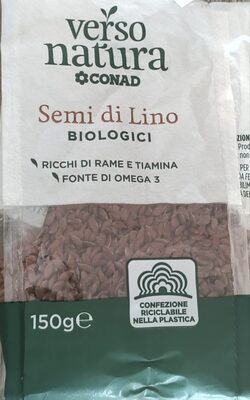 verso
natura
CONAD
Semi di Lino
BIOLOGICI
RICCHI DI RAME E TIAMINA
FONTE DI OMEGA 3
CONFEZIONE
RICICLABILE
NELLA PLASTICA
150g℮